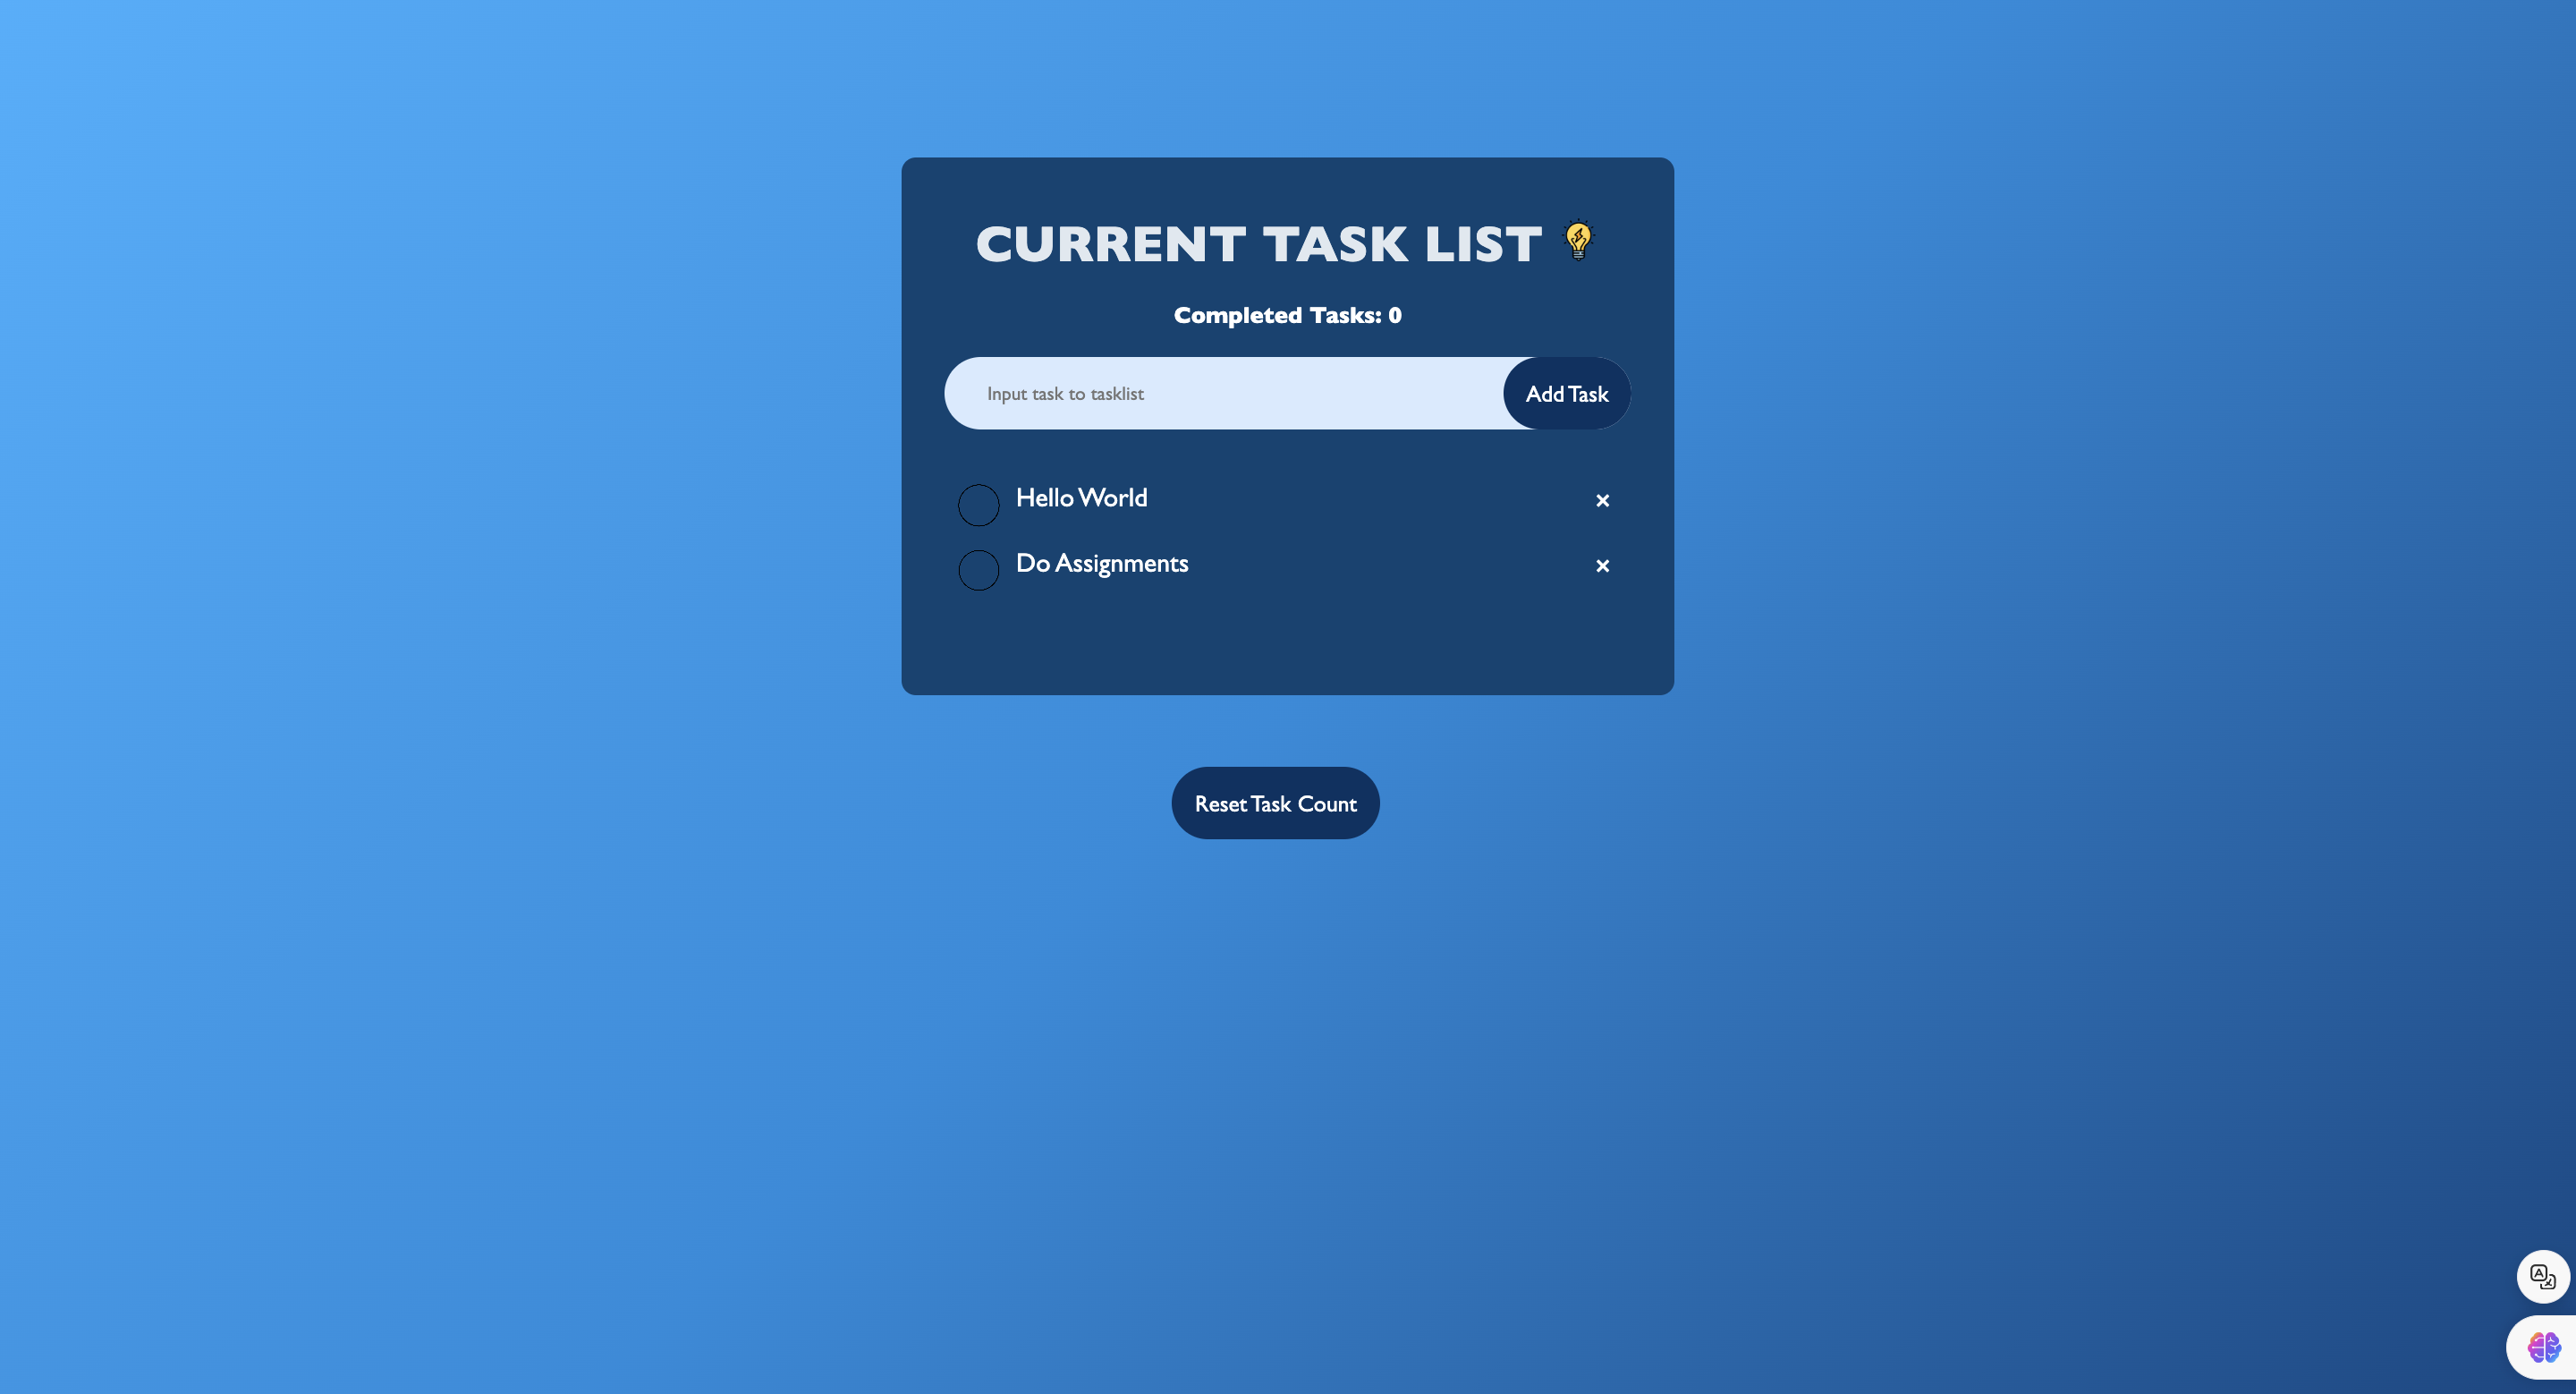 CURRENT TASK LIST
Completed Tasks: 0
Input task to tasklist
Add Task
Hello World
×
Do Assignments
×
Reset Task Count